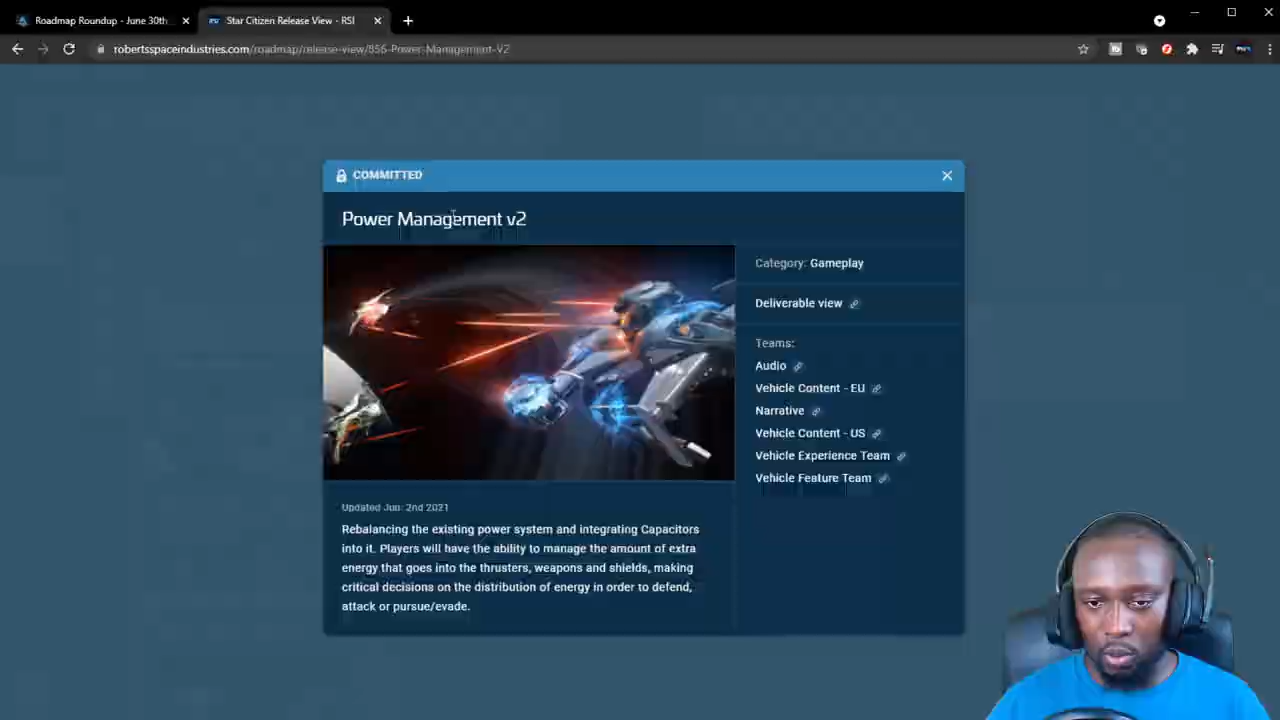 Roadmap Roundup - June 30th
Star Citizen Release View - RSI
robertsspaceindustries.com/roadmap/release-view/856-Power-Management-V2
COMMITTED
Power Management v2
Category: Gameplay
Deliverable view
Teams:
Audio
Vehicle Content - EU
Narrative
Vehicle Content - US
Vehicle Experience Team
Vehicle Feature Team
Updated Jun 2nd 2021
Rebalancing the existing power system and integrating Capacitors
into it. Players will have the ability to manage the amount of extra
energy that goes into the thrusters, weapons and shields, making
critical decisions on the distribution of energy in order to defend,
attack or pursue/evade.